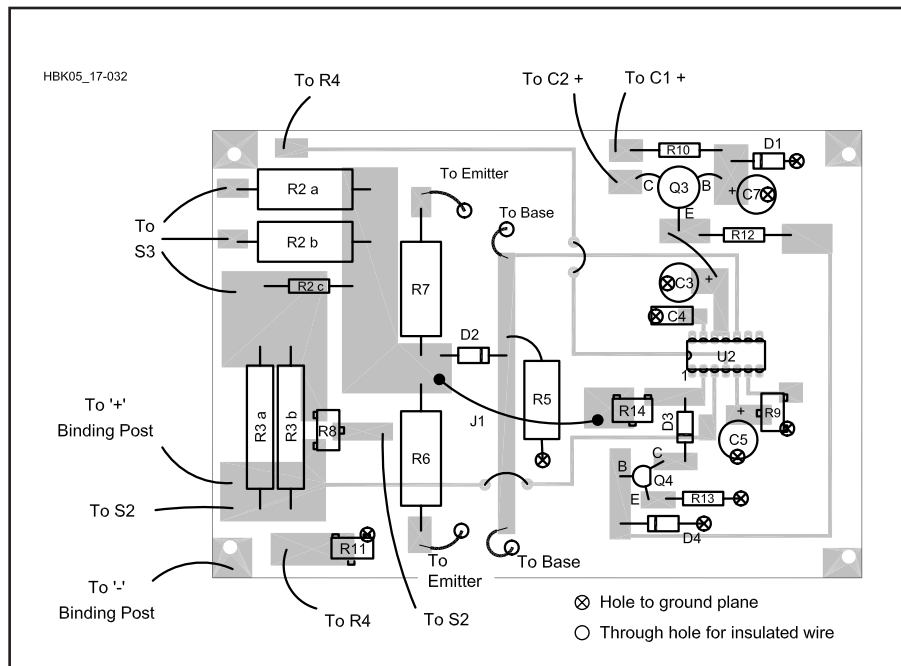 HBK05_17-032
To R4
To C2 +
To C1 +
R10
D1
To Emitter
R2 a
C
Q3
B
+
C7
To
S3
To Base
E
R2 b
R12
R2 c
R7
C3
+
C4
D2
U2
1
To '+'
Binding Post
R3 a
R3 b
R8
J1
R5
R14
D3
+
R9
R6
C5
C
B
Q4
E
R13
To S2
D4
R11
To
Emitter
To Base
To '-'
Binding Post
To R4
To S2
Hole to ground plane
Through hole for insulated wire